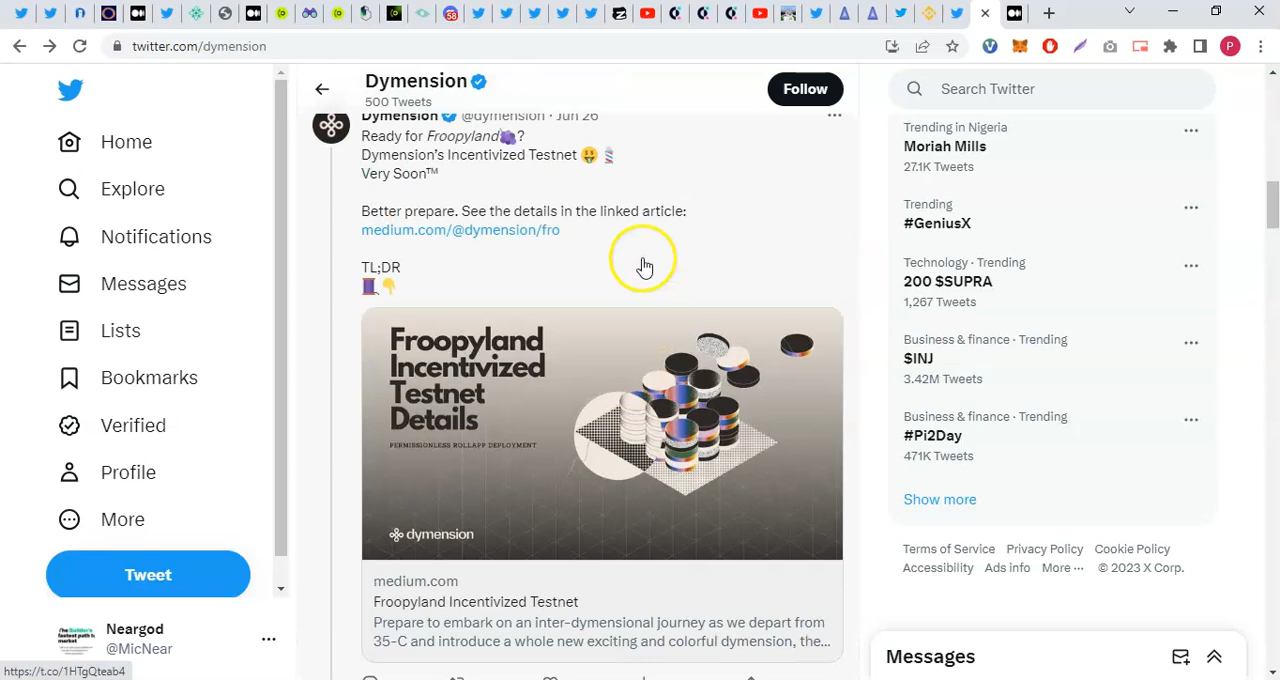 58
twitter.com/dymension
P
Dymension
500 Tweets
Follow
Search Twitter
Home
Explore
Notifications
Messages
Lists
Bookmarks
Verified
Profile
More
Tweet
Neargod
@MicNear
https://t.co/1HTgQteab4
Dymension @dymension · Jun 26
Ready for Froopyland🍇?
Dymension's Incentivized Testnet 🤑 💈
Very Soon™
Better prepare. See the details in the linked article:
medium.com/@dymension/fro
TL;DR
🧵👇
Froopyland
Incentivized
Testnet
Details
PERMISSIONLESS ROLLAPP DEPLOYMENT
dymension
medium.com
Froopyland Incentivized Testnet
Prepare to embark on an inter-dimensional journey as we depart from
35-C and introduce a whole new exciting and colorful dymension, the...
Trending in Nigeria
Moriah Mills
27.1K Tweets
Trending
#GeniusX
Technology · Trending
200 $SUPRA
1,267 Tweets
Business & finance · Trending
$INJ
3.42M Tweets
Business & finance · Trending
#Pi2Day
471K Tweets
Show more
Terms of Service Privacy Policy Cookie Policy
Accessibility Ads info More ··· © 2023 X Corp.
Messages